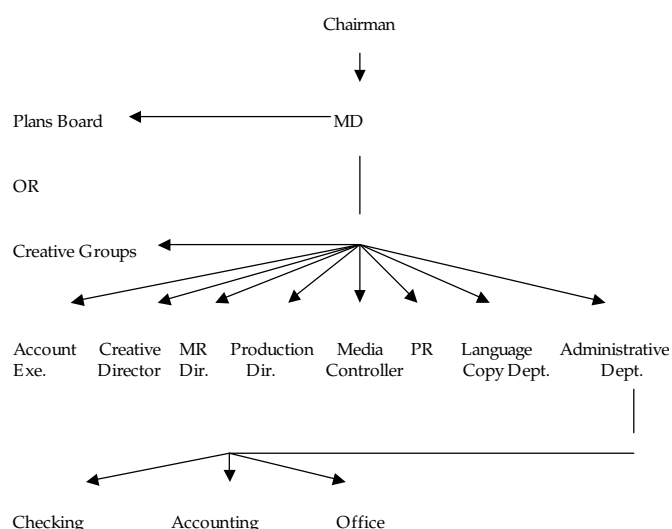 Chairman
Plans Board MD
OR
Creative Groups
Account Creative MR Production Media PR Language Administrative
Exe. Director Dir. Dir. Controller Copy Dept. Dept.
Checking Accounting Office